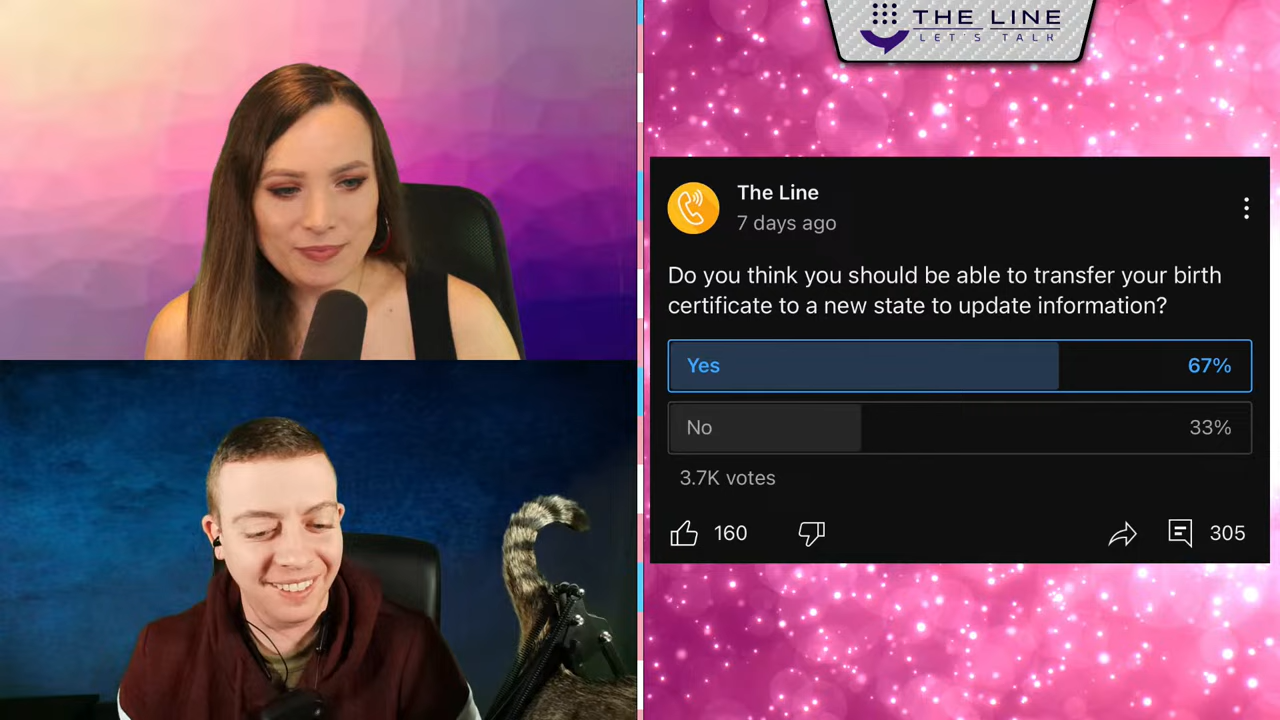 THE LINE
LET'S TALK
The Line
7 days ago
Do you think you should be able to transfer your birth
certificate to a new state to update information?
Yes 67%
No 33%
3.7K votes
160 305